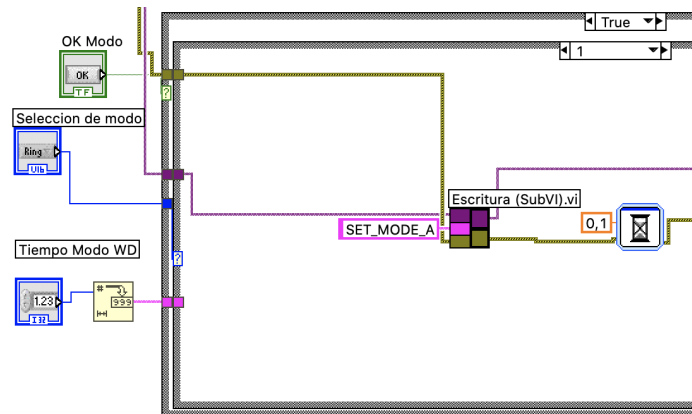 True
1
OK Modo
OK
TF
?
Seleccion de modo
Ring
U16
Escritura (SubVI).vi
SET_MODE_A
0,1
?
Tiempo Modo WD
1.23
I32
#
999